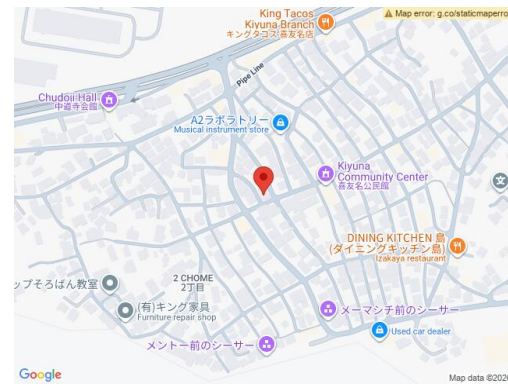 King Tacos
Kiyuna Branch
キングタコス 喜友名店
Map error: g.co/staticmaperro
Pipe Line
Chudoji Hall
中道寺会館
A2ラボラトリー
Musical instrument store
Kiyuna
Community Center
喜友名公民館
DINING KITCHEN 島
(ダイニングキッチン島)
Izakaya restaurant
2 CHOME
2丁目
ップそろばん教室
(有)キング家具
Furniture repair shop
メーマシチ前のシーサー
Used car dealer
メントー前のシーサー
Google
Map data ©2026